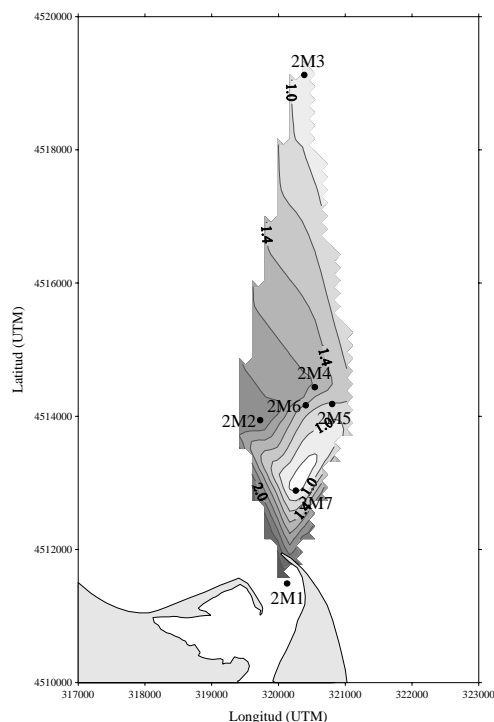 4520000
2M3
1.0
4518000
1.4
4516000
Latitud (UTM)
1.4
2M4
2M6
2M5
4514000
2M2
1.0
2.0
1.0
2M7
1.4
4512000
2M1
4510000
317000 318000 319000 320000 321000 322000 323000
Longitud (UTM)